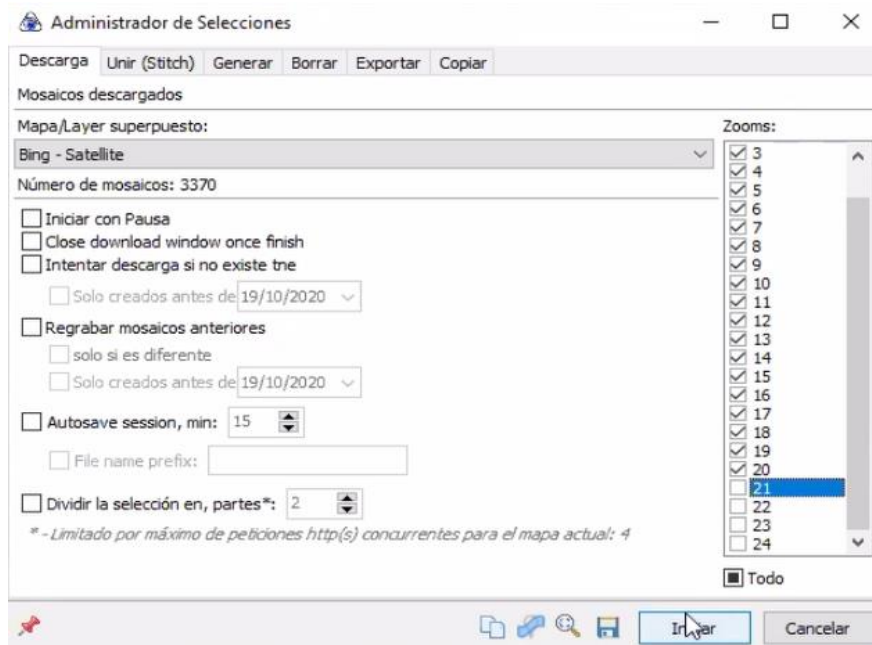 Administrador de Selecciones
Descarga Unir (Stitch) Generar Borrar Exportar Copiar
Mosaicos descargados
Mapa/Layer superpuesto:
Bing - Satellite
Número de mosaicos: 3370
Iniciar con Pausa
Close download window once finish
Intentar descarga si no existe tne
Solo creados antes de 19/10/2020
Regrabar mosaicos anteriores
solo si es diferente
Solo creados antes de 19/10/2020
Autosave session, min: 15
File name prefix:
Dividir la selección en, partes*: 2
* - Limitado por máximo de peticiones http(s) concurrentes para el mapa actual: 4
Zooms:
3
4
5
6
7
8
9
10
11
12
13
14
15
16
17
18
19
20
21
22
23
24
Todo
Cancelar